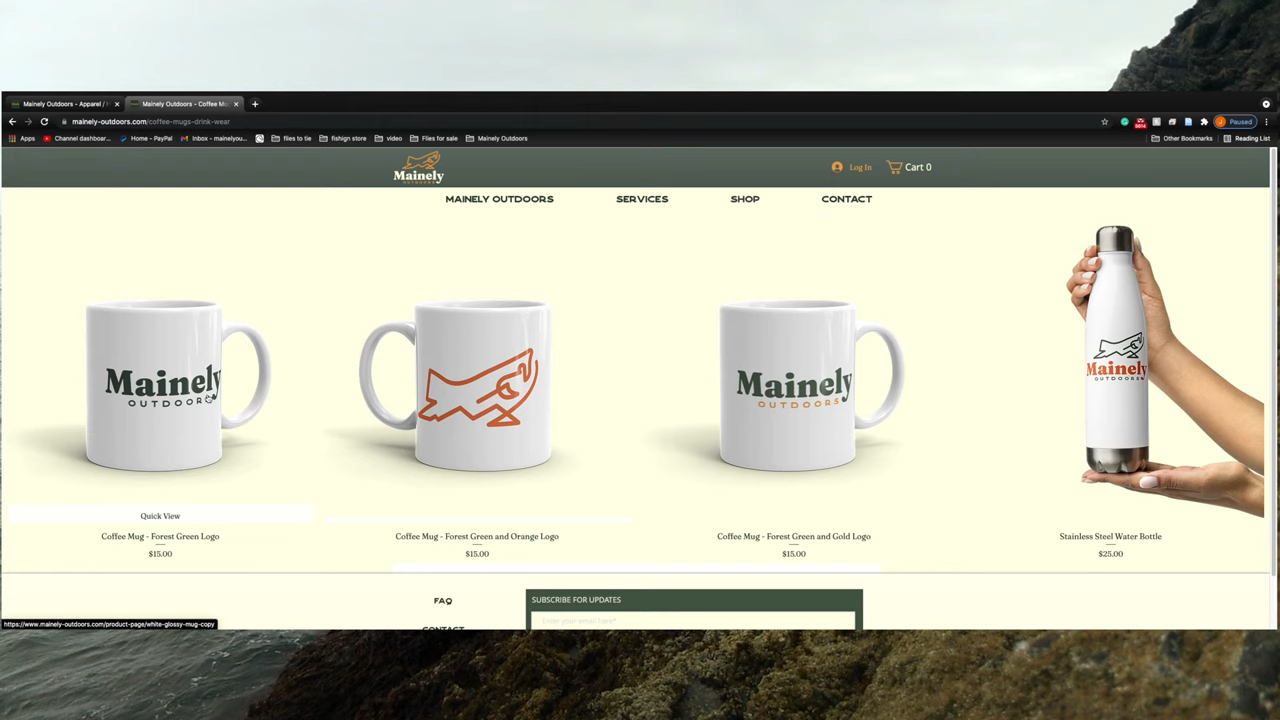 Mainely Outdoors - Apparel /
Mainely Outdoors - Coffee Mu
mainely-outdoors.com/coffee-mugs-drink-wear
Paused
Apps
Channel dashboar...
Home - PayPal
Inbox - mainelyou...
files to tie
fishign store
video
Files for sale
Mainely Outdoors
Other Bookmarks
Reading List
Mainely
OUTDOORS
Log In
Cart 0
MAINELY OUTDOORS
SERVICES
SHOP
CONTACT
Mainely
OUTDOORS
Mainely
OUTDOORS
Mainely
OUTDOORS
Quick View
Coffee Mug - Forest Green Logo
$15.00
Coffee Mug - Forest Green and Orange Logo
$15.00
Coffee Mug - Forest Green and Gold Logo
$15.00
Stainless Steel Water Bottle
$25.00
FAQ
CONTACT
SUBSCRIBE FOR UPDATES
Enter your email here*
https://www.mainely-outdoors.com/product-page/white-glossy-mug-copy